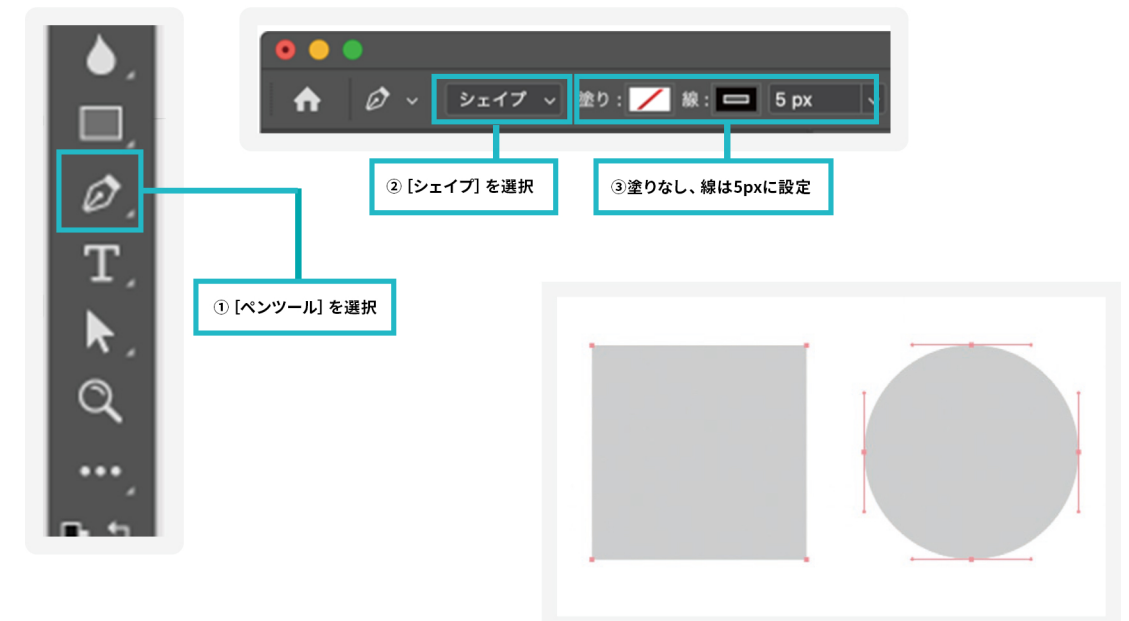 シェイプ
塗り：
線：
5 px
② [シェイプ] を選択
③塗りなし、線は5pxに設定
T
① [ペンツール] を選択